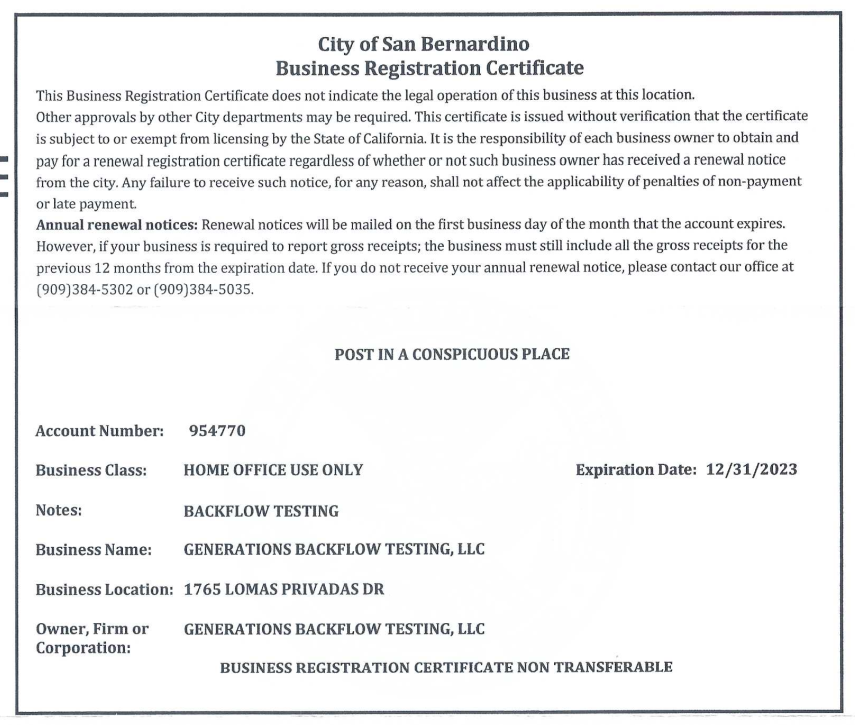 City of San Bernardino
Business Registration Certificate
This Business Registration Certificate does not indicate the legal operation of this business at this location.
Other approvals by other City departments may be required. This certificate is issued without verification that the certificate
is subject to or exempt from licensing by the State of California. It is the responsibility of each business owner to obtain and
pay for a renewal registration certificate regardless of whether or not such business owner has received a renewal notice
from the city. Any failure to receive such notice, for any reason, shall not affect the applicability of penalties of non-payment
or late payment.
Annual renewal notices: Renewal notices will be mailed on the first business day of the month that the account expires.
However, if your business is required to report gross receipts; the business must still include all the gross receipts for the
previous 12 months from the expiration date. If you do not receive your annual renewal notice, please contact our office at
(909)384-5302 or (909)384-5035.
POST IN A CONSPICUOUS PLACE
Account Number: 954770
Business Class: HOME OFFICE USE ONLY Expiration Date: 12/31/2023
Notes: BACKFLOW TESTING
Business Name: GENERATIONS BACKFLOW TESTING, LLC
Business Location: 1765 LOMAS PRIVADAS DR
Owner, Firm or GENERATIONS BACKFLOW TESTING, LLC
Corporation:
BUSINESS REGISTRATION CERTIFICATE NON TRANSFERABLE